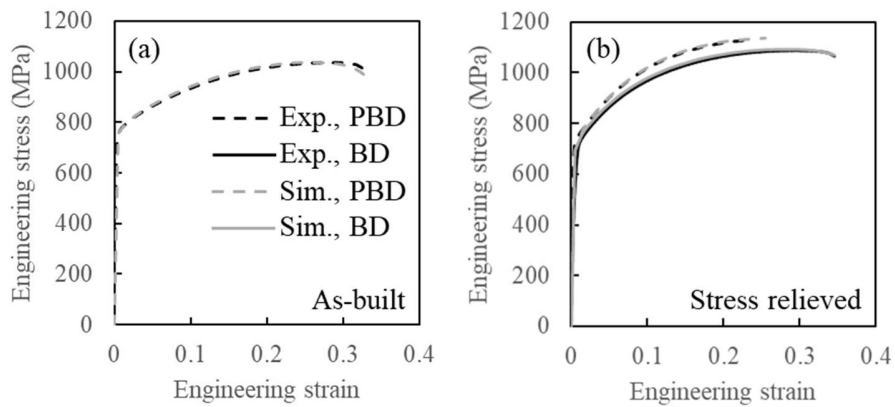 1200
1000
800
600
400
200
0
Engineering stress (MPa)
(a)
Exp., PBD
Exp., BD
Sim., PBD
Sim., BD
As-built
0 0.1 0.2 0.3 0.4
Engineering strain
1200
1000
800
600
400
200
0
Engineering stress (MPa)
(b)
Stress relieved
0 0.1 0.2 0.3 0.4
Engineering strain